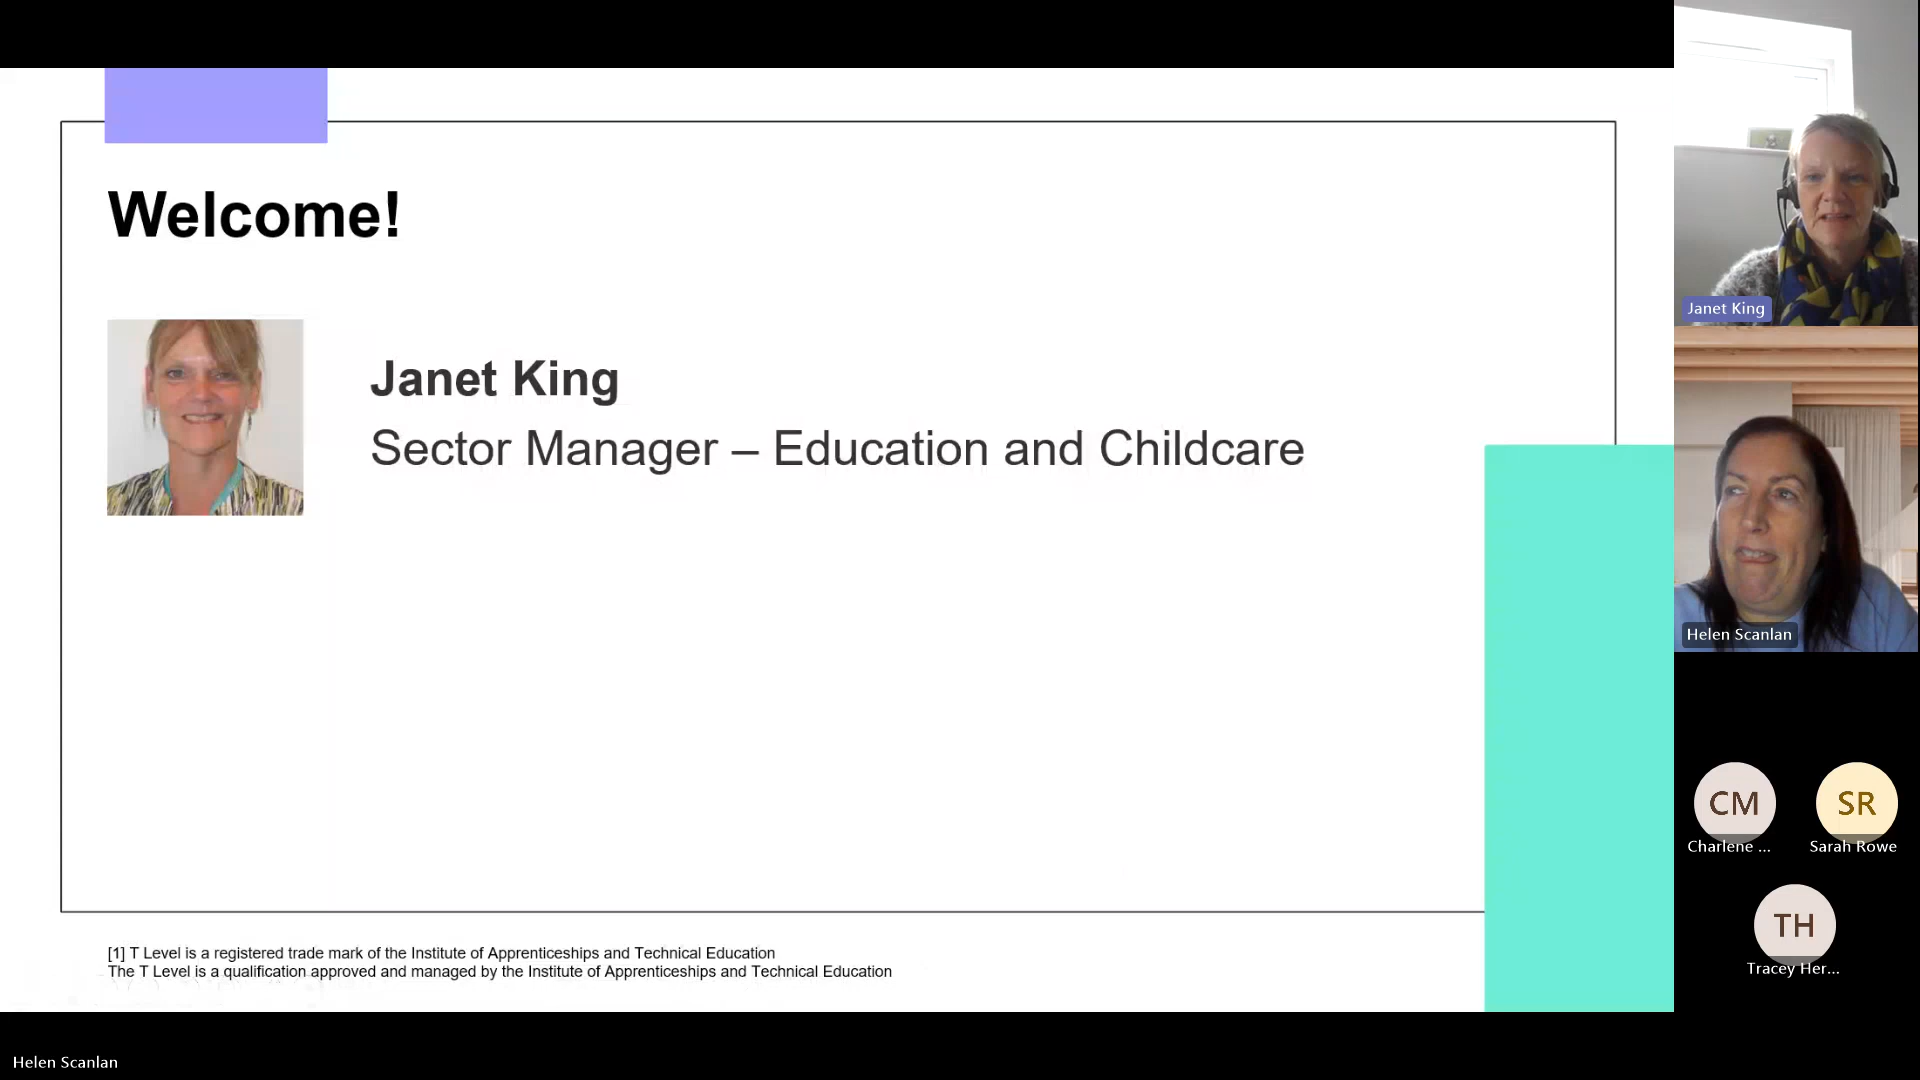 Welcome!
Janet King
Sector Manager – Education and Childcare
[1] T Level is a registered trade mark of the Institute of Apprenticeships and Technical Education
The T Level is a qualification approved and managed by the Institute of Apprenticeships and Technical Education
Janet King
Helen Scanlan
CM
Charlene ...
SR
Sarah Rowe
TH
Tracey Her...
Helen Scanlan